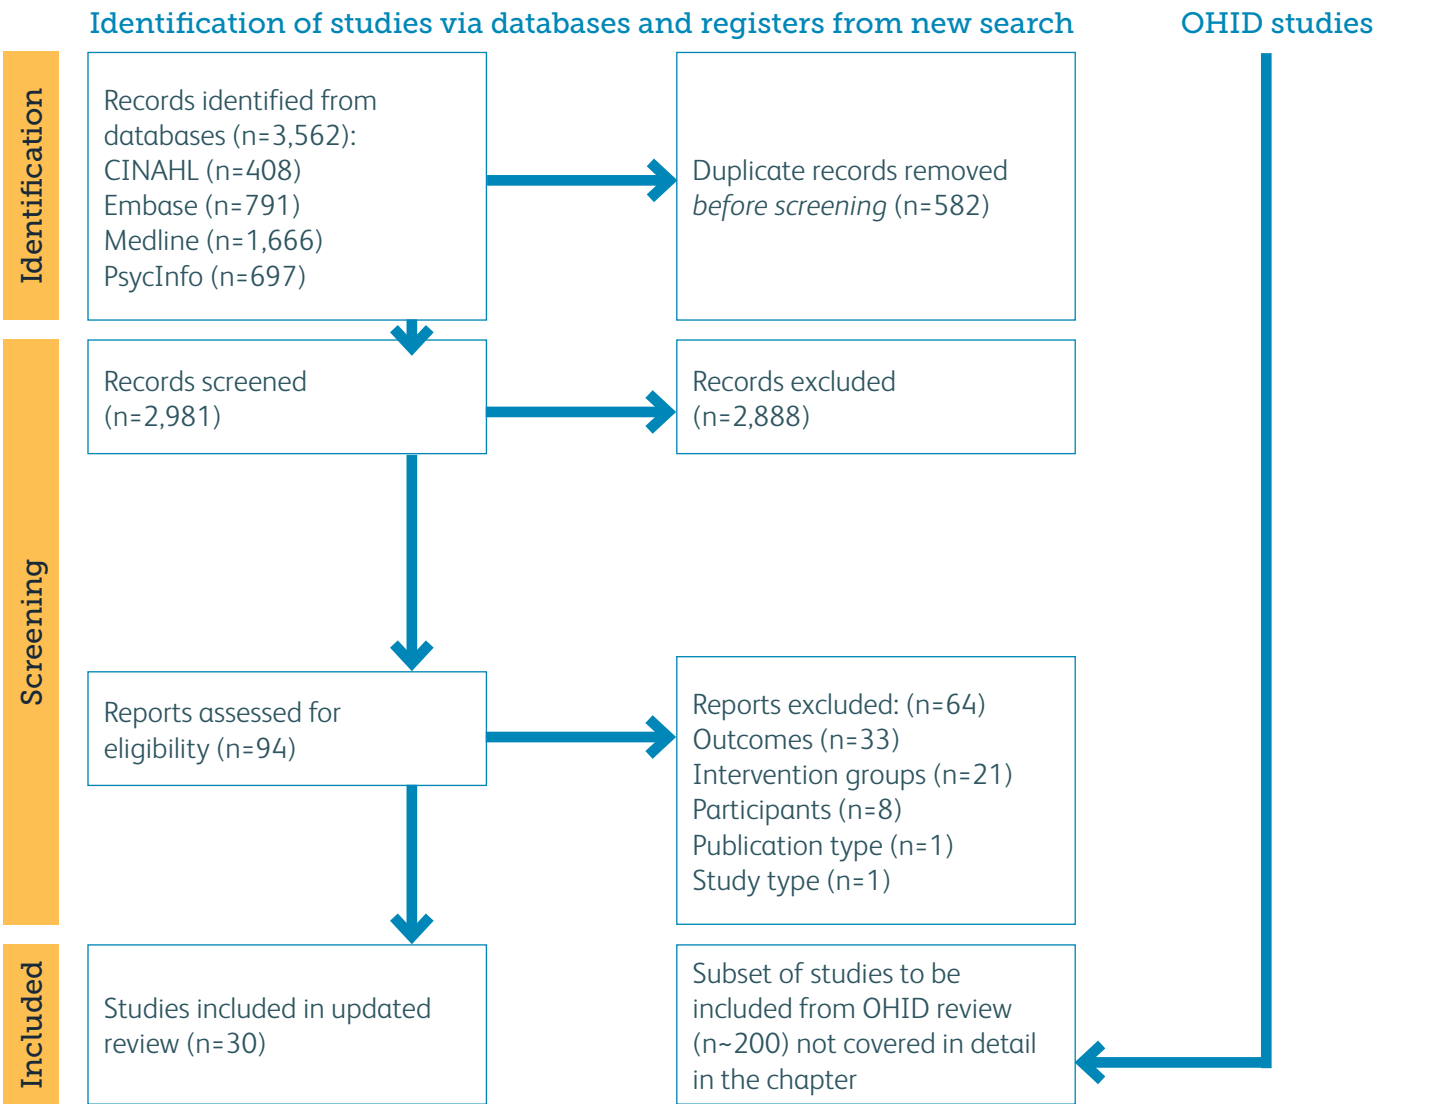 Identification of studies via databases and registers from new search
OHID studies
Identification
Records identified from
databases (n=3,562):
CINAHL (n=408)
Embase (n=791)
Medline (n=1,666)
PsycInfo (n=697)
Duplicate records removed
before screening (n=582)
Screening
Records screened
(n=2,981)
Records excluded
(n=2,888)
Reports assessed for
eligibility (n=94)
Reports excluded: (n=64)
Outcomes (n=33)
Intervention groups (n=21)
Participants (n=8)
Publication type (n=1)
Study type (n=1)
Included
Studies included in updated
review (n=30)
Subset of studies to be
included from OHID review
(n~200) not covered in detail
in the chapter